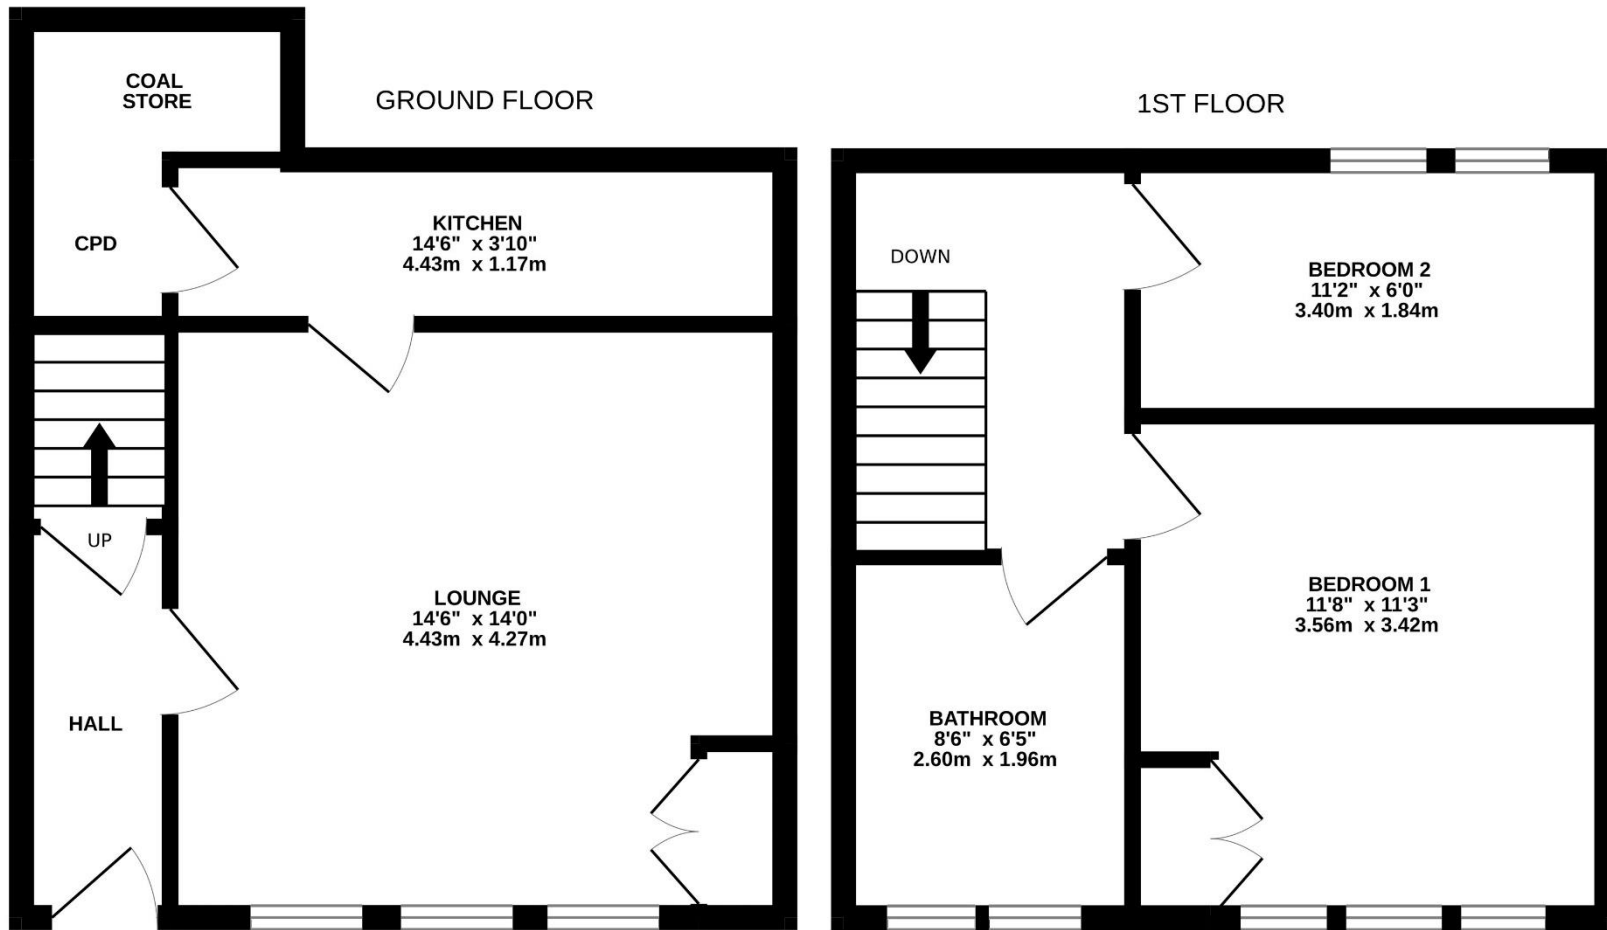 GROUND FLOOR
COAL
STORE
CPD
KITCHEN
14'6" x 3'10"
4.43m x 1.17m
UP
HALL
LOUNGE
14'6" x 14'0"
4.43m x 4.27m
1ST FLOOR
DOWN
BEDROOM 2
11'2" x 6'0"
3.40m x 1.84m
BEDROOM 1
11'8" x 11'3"
3.56m x 3.42m
BATHROOM
8'6" x 6'5"
2.60m x 1.96m